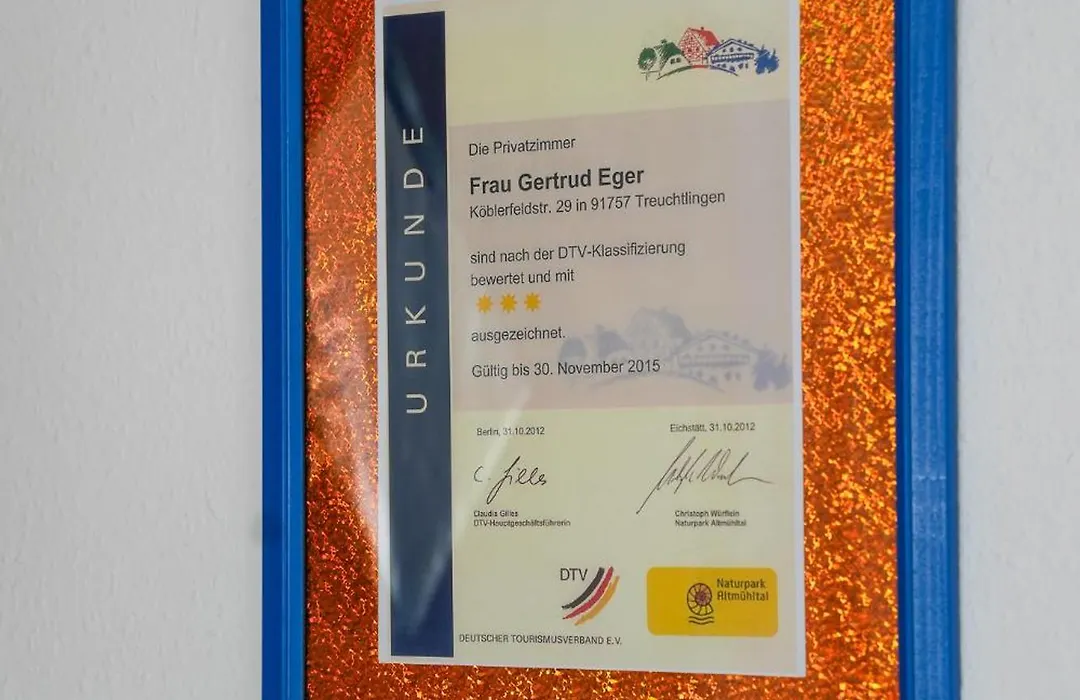 URKUNDE
Die Privatzimmer
Frau Gertrud Eger
Köblerfeldstr. 29 in 91757 Treuchtlingen
sind nach der DTV-Klassifizierung
bewertet und mit
ausgezeichnet.
Gültig bis 30. November 2015
Berlin, 31.10.2012
C. Gilles
Claudia Gilles
DTV-Hauptgeschäftsführerin
Eichstätt, 31.10.2012
Christoph Würflein
Naturpark Altmühltal
DTV
DEUTSCHER TOURISMUSVERBAND E.V.
Naturpark
Altmühltal